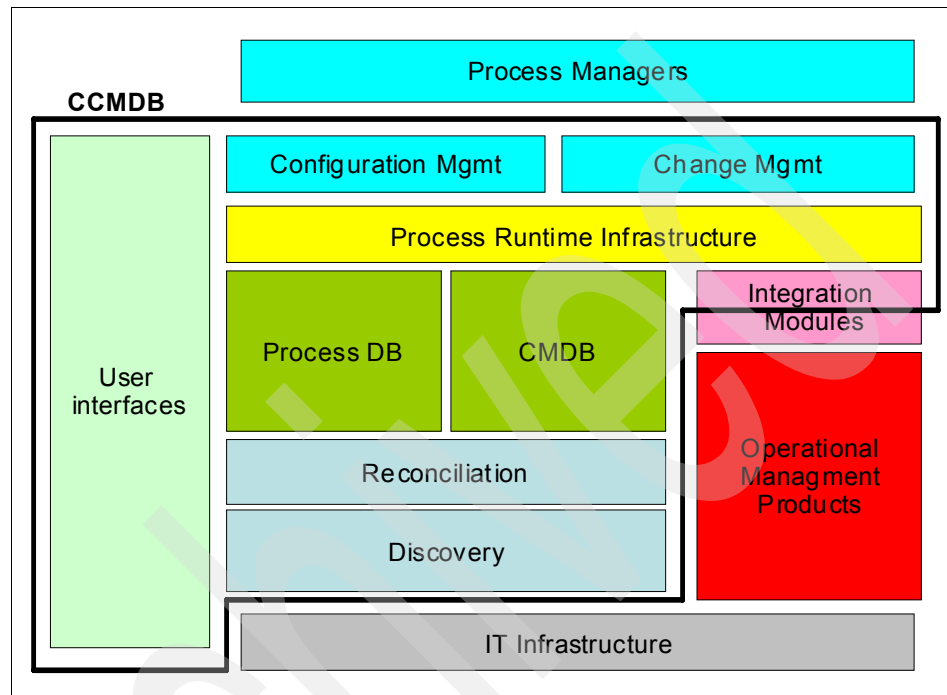 Process Managers
CCMDB
Configuration Mgmt
Change Mgmt
Process Runtime Infrastructure
Integration
Modules
Process DB
CMDB
User
interfaces
Operational
Managment
Products
Reconciliation
Discovery
IT Infrastructure